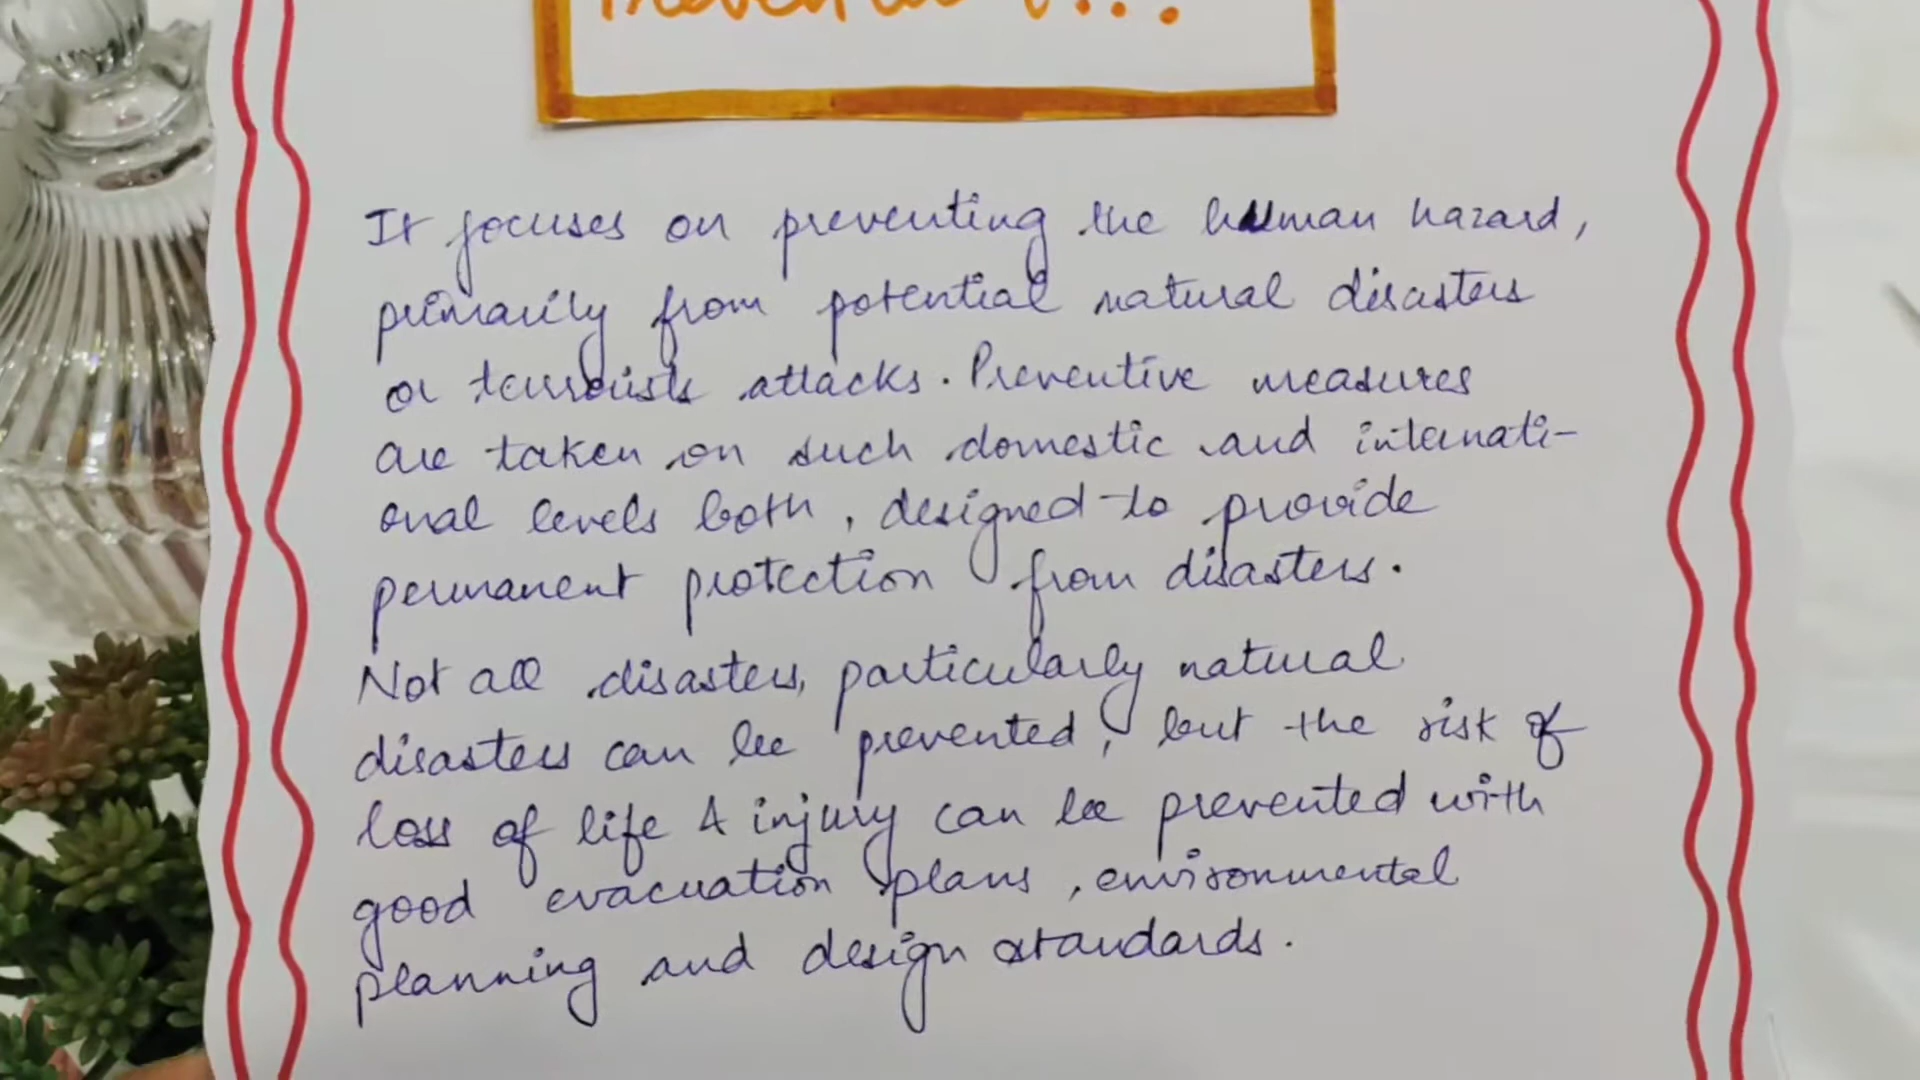 It focuses on preventing the human hazard,
primarily from potential natural disasters
or terrorists attacks. Preventive measures
are taken on such domestic and internati-
onal levels both, designed to provide
permanent protection from disasters.
Not all disasters, particularly natural
disasters can be prevented, but the risk of
loss of life & injury can be prevented with
good evacuation plans, environmental
planning and design standards.